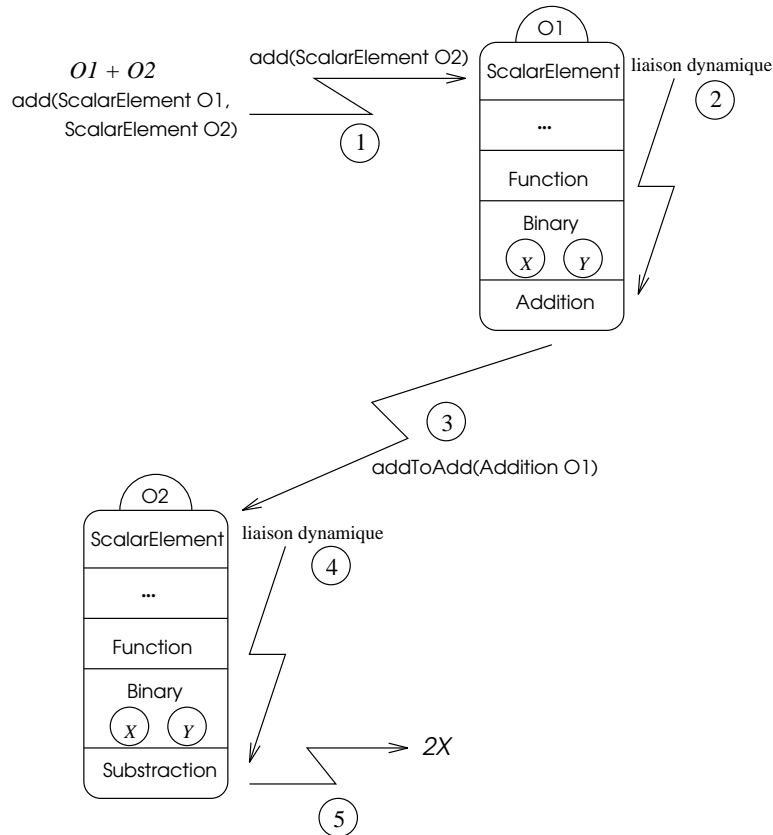 O1
O1 + O2
add(ScalarElement O2)
add(ScalarElement O1,
ScalarElement O2)
1
ScalarElement
...
Function
Binary
X Y
Addition
liaison dynamique
2
3
addToAdd(Addition O1)
O2
ScalarElement
...
Function
Binary
X Y
Substraction
liaison dynamique
4
2X
5